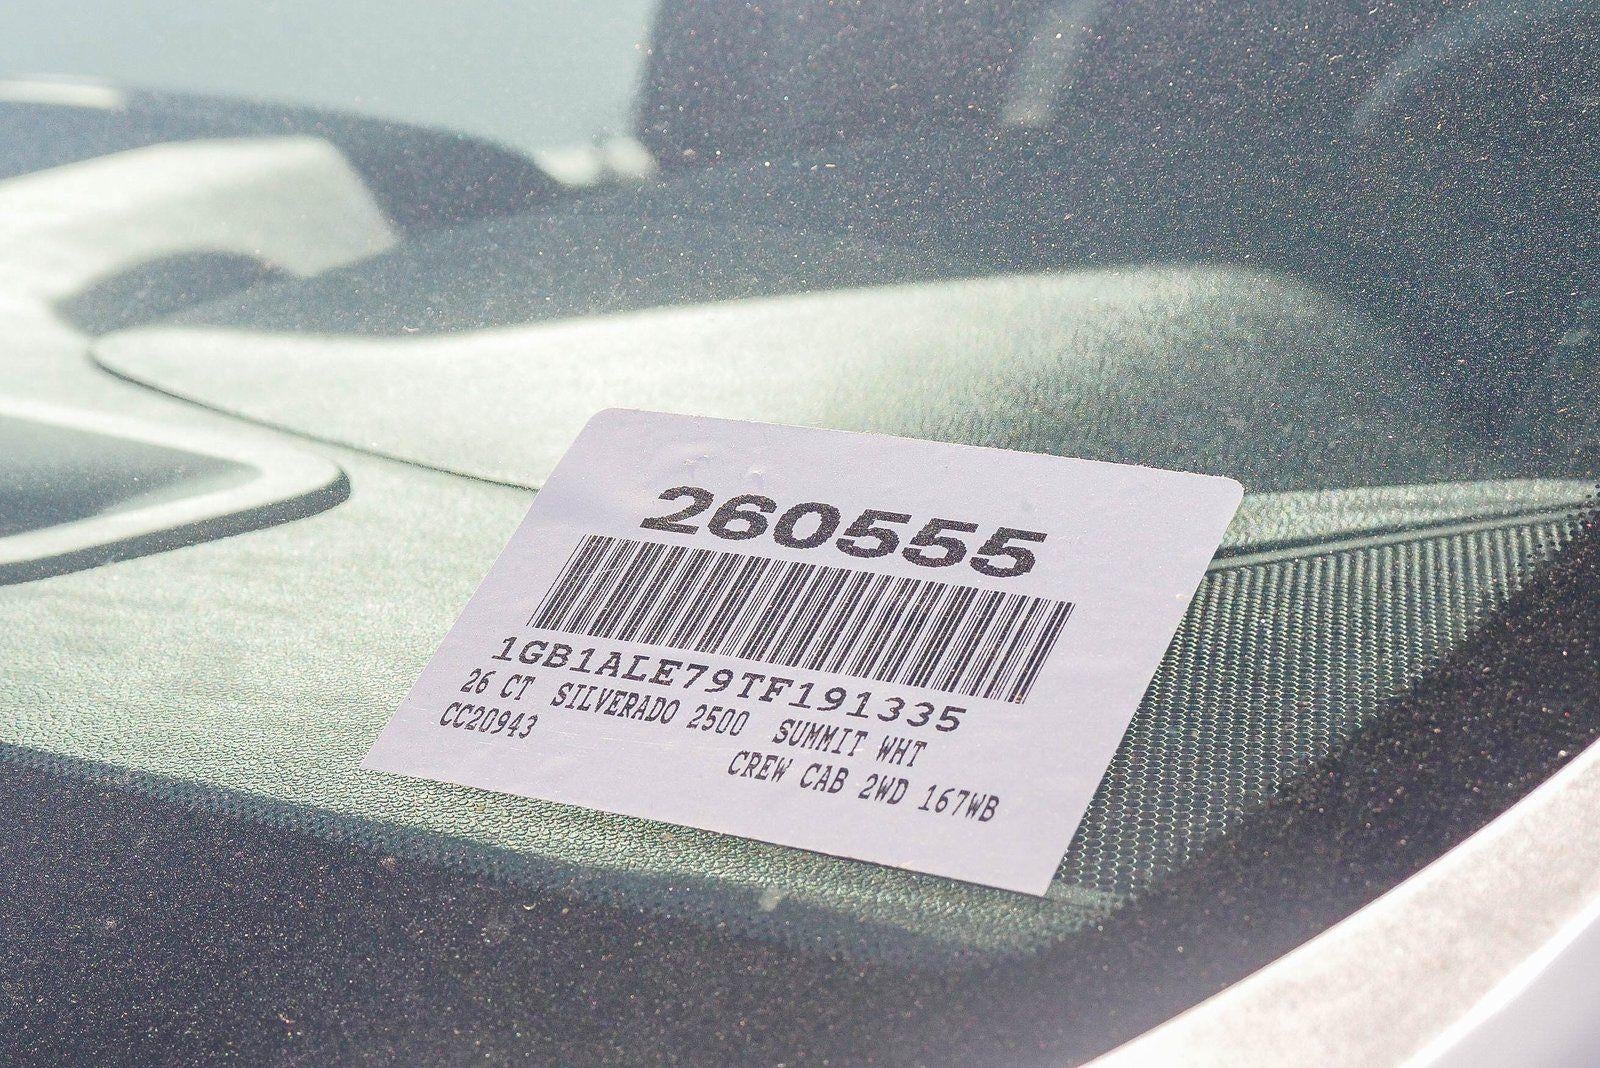 260555
1GB1ALE79TF191335
26 CT SILVERADO 2500 SUMMIT WHT
CC20943 CREW CAB 2WD 167WB